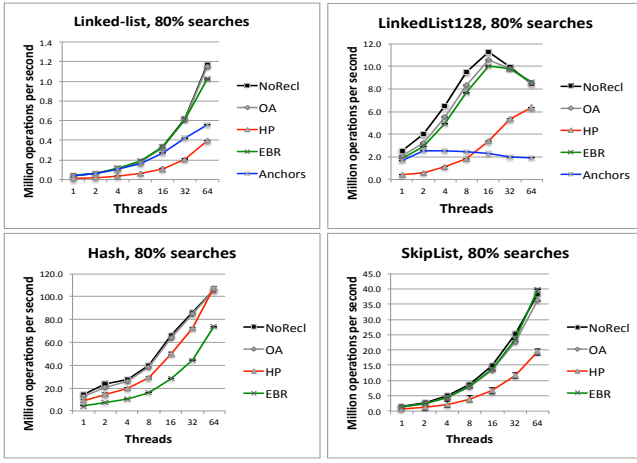 Linked-list, 80% searches
Million operations per second
1.4
1.2
1.0
0.8
0.6
0.4
0.2
0.0
1 2 4 8 16 32 64
Threads
NoRecl
OA
HP
EBR
Anchors
LinkedList128, 80% searches
Million operations per second
12.0
10.0
8.0
6.0
4.0
2.0
0.0
1 2 4 8 16 32 64
Threads
NoRecl
OA
HP
EBR
Anchors
Hash, 80% searches
Million operations per second
120.0
100.0
80.0
60.0
40.0
20.0
0.0
1 2 4 8 16 32 64
Threads
NoRecl
OA
HP
EBR
SkipList, 80% searches
Million operations per second
45.0
40.0
35.0
30.0
25.0
20.0
15.0
10.0
5.0
0.0
1 2 4 8 16 32 64
Threads
NoRecl
OA
HP
EBR